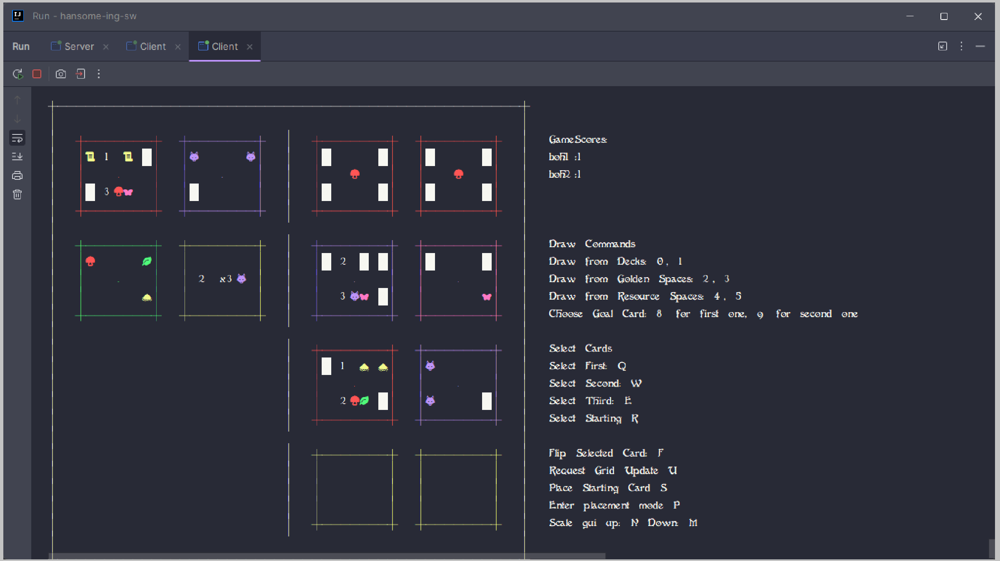 IJ
Run - hansome-ing-sw
Run Server Client Client
1
3
2 x3
2
3
1
2
GameScores:
boh1 :1
boh2 :1
Draw Commands
Draw from Decks: 0, 1
Draw from Golden Spaces: 2, 3
Draw from Resource Spaces: 4, 5
Choose Goal Card: 8 for first one, 9 for second one
Select Cards
Select First: Q
Select Second: W
Select Third: E
Select Starting R
Flip Selected Card: F
Request Grid Update U
Place Starting Card S
Enter placement mode P
Scale gui up: N Down: M